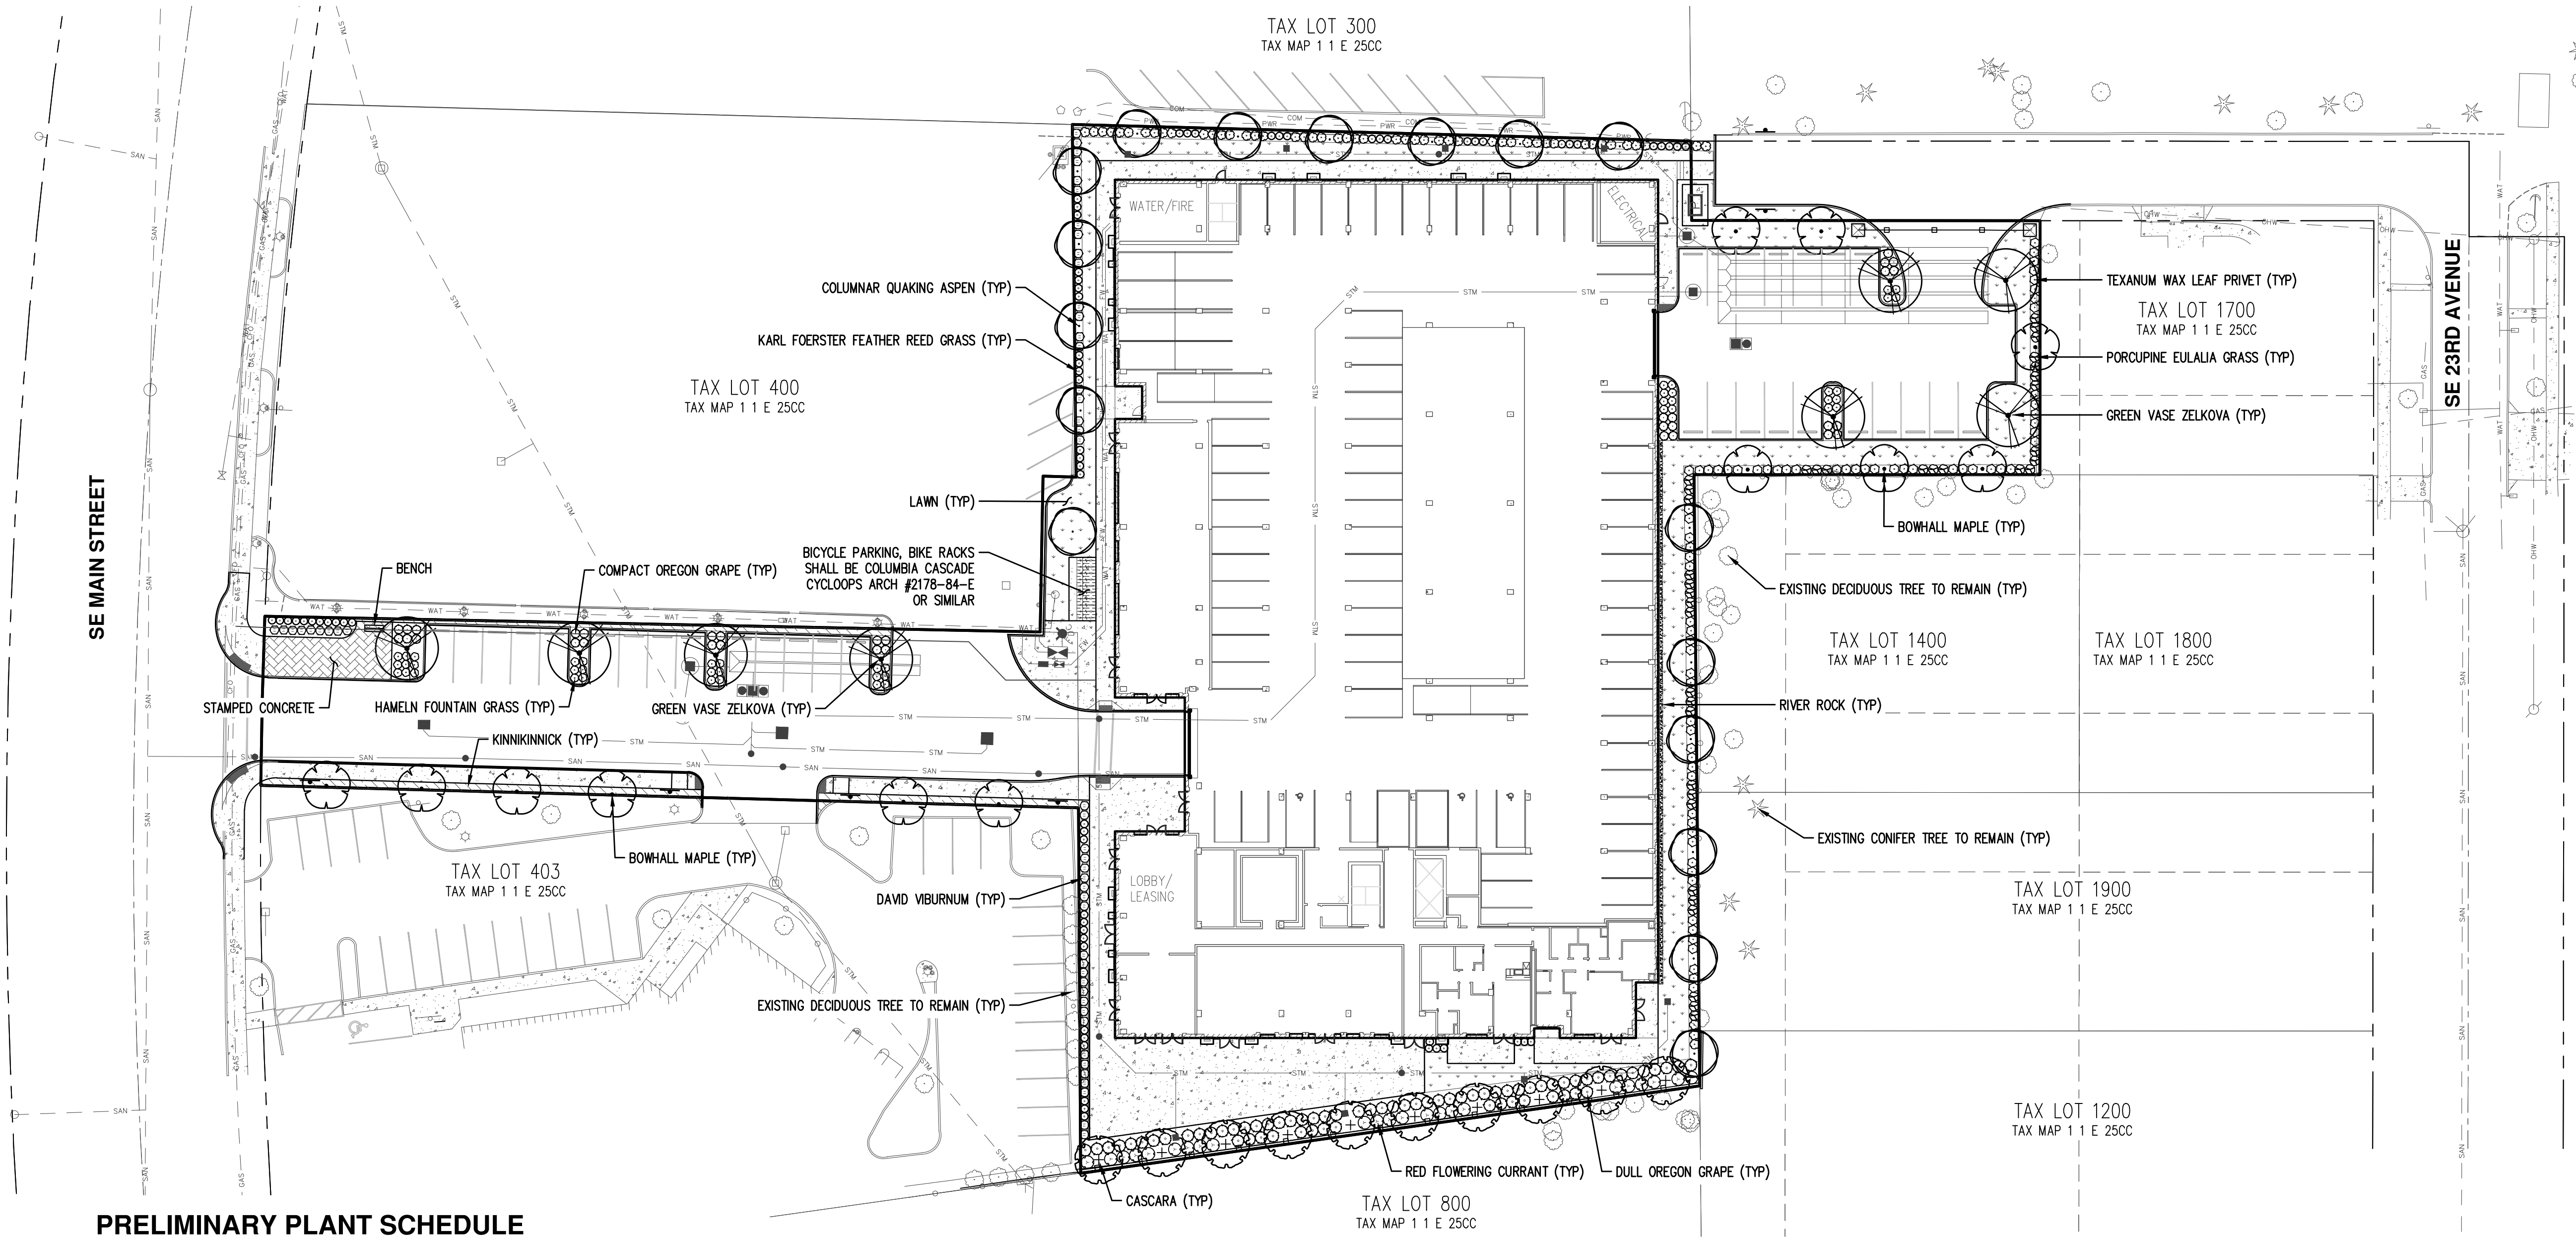 TAX LOT 300
TAX MAP 1 1 E 25CC
WATER/FIRE
ELECTRICAL
COLUMNAR QUAKING ASPEN (TYP)
KARL FOERSTER FEATHER REED GRASS (TYP)
TAX LOT 400
TAX MAP 1 1 E 25CC
LAWN (TYP)
BICYCLE PARKING, BIKE RACKS
SHALL BE COLUMBIA CASCADE
CYCLOOPS ARCH #2178-84-E
OR SIMILAR
TEXANUM WAX LEAF PRIVET (TYP)
TAX LOT 1700
TAX MAP 1 1 E 25CC
PORCUPINE EULALIA GRASS (TYP)
GREEN VASE ZELKOVA (TYP)
SE 23RD AVENUE
BOWHALL MAPLE (TYP)
EXISTING DECIDUOUS TREE TO REMAIN (TYP)
TAX LOT 1400
TAX MAP 1 1 E 25CC
TAX LOT 1800
TAX MAP 1 1 E 25CC
RIVER ROCK (TYP)
SE MAIN STREET
BENCH
COMPACT OREGON GRAPE (TYP)
STAMPED CONCRETE
HAMELN FOUNTAIN GRASS (TYP)
GREEN VASE ZELKOVA (TYP)
KINNIKINNICK (TYP)
BOWHALL MAPLE (TYP)
TAX LOT 403
TAX MAP 1 1 E 25CC
DAVID VIBURNUM (TYP)
LOBBY/
LEASING
EXISTING CONIFER TREE TO REMAIN (TYP)
TAX LOT 1900
TAX MAP 1 1 E 25CC
EXISTING DECIDUOUS TREE TO REMAIN (TYP)
TAX LOT 1200
TAX MAP 1 1 E 25CC
RED FLOWERING CURRANT (TYP)
DULL OREGON GRAPE (TYP)
CASCARA (TYP)
TAX LOT 800
TAX MAP 1 1 E 25CC
PRELIMINARY PLANT SCHEDULE